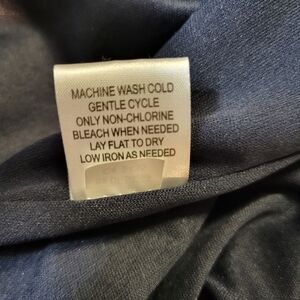 MACHINE WASH COLD
GENTLE CYCLE
ONLY NON-CHLORINE
BLEACH WHEN NEEDED
LAY FLAT TO DRY
LOW IRON AS NEEDED